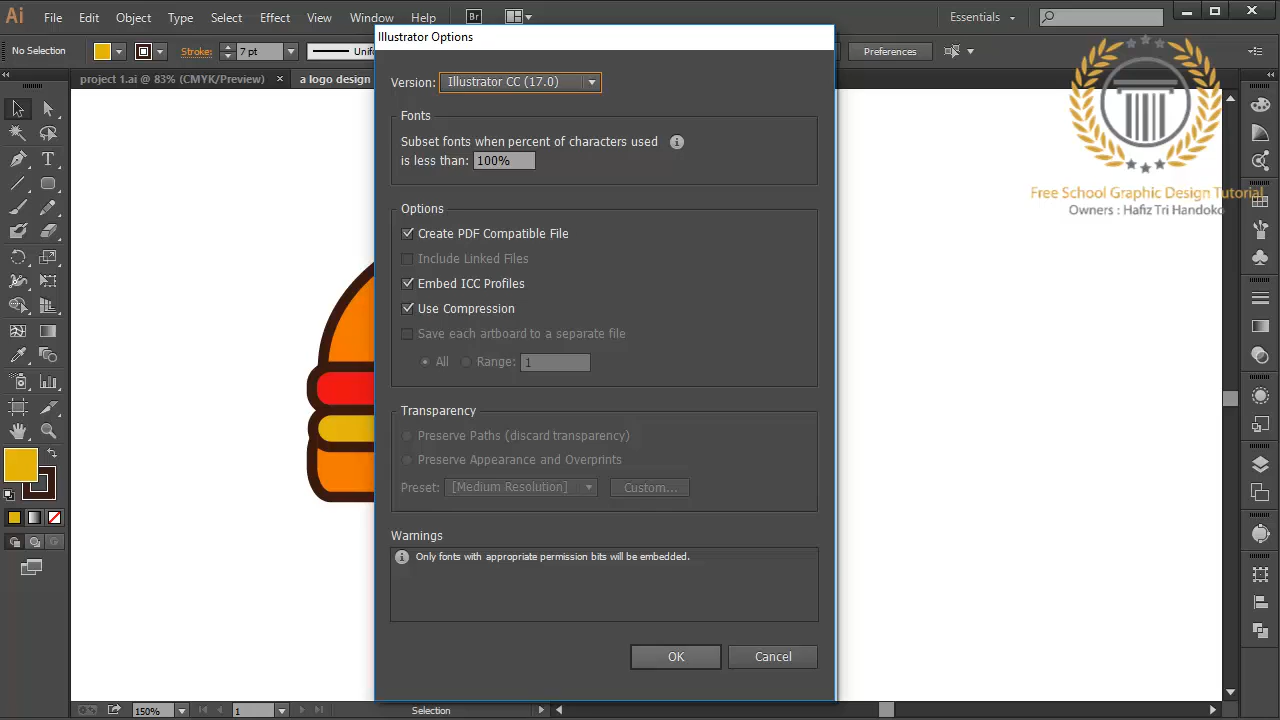 Ai File Edit Object Type Select Effect View Window Help Br Essentials
No Selection Stroke: 7 pt Preferences
Illustrator Options
project 1.ai @ 83% (CMYK/Preview) × a logo design
Version: Illustrator CC (17.0)
Fonts
Subset fonts when percent of characters used
is less than: 100%
Options
Create PDF Compatible File
Include Linked Files
Embed ICC Profiles
Use Compression
Save each artboard to a separate file
All Range: 1
Transparency
Preserve Paths (discard transparency)
Preserve Appearance and Overprints
Preset: [Medium Resolution] Custom...
Warnings
Only fonts with appropriate permission bits will be embedded.
OK Cancel
Free School Graphic Design Tutorial
Owners : Hafiz Tri Handoko
150% 1 Selection